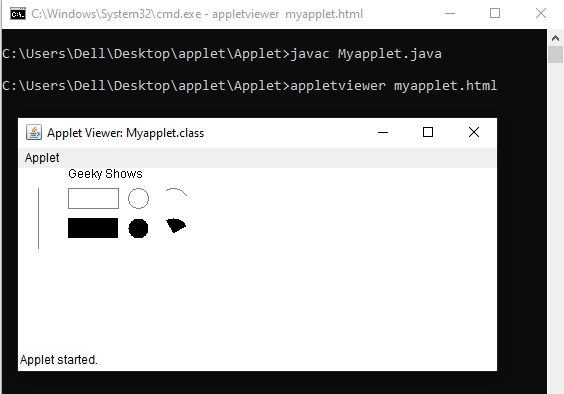 C:\Windows\System32\cmd.exe - appletviewer  myapplet.html
C:\Users\Dell\Desktop\applet\Applet>javac Myapplet.java
C:\Users\Dell\Desktop\applet\Applet>appletviewer myapplet.html
Applet Viewer: Myapplet.class
Applet
Geeky Shows
Applet started.